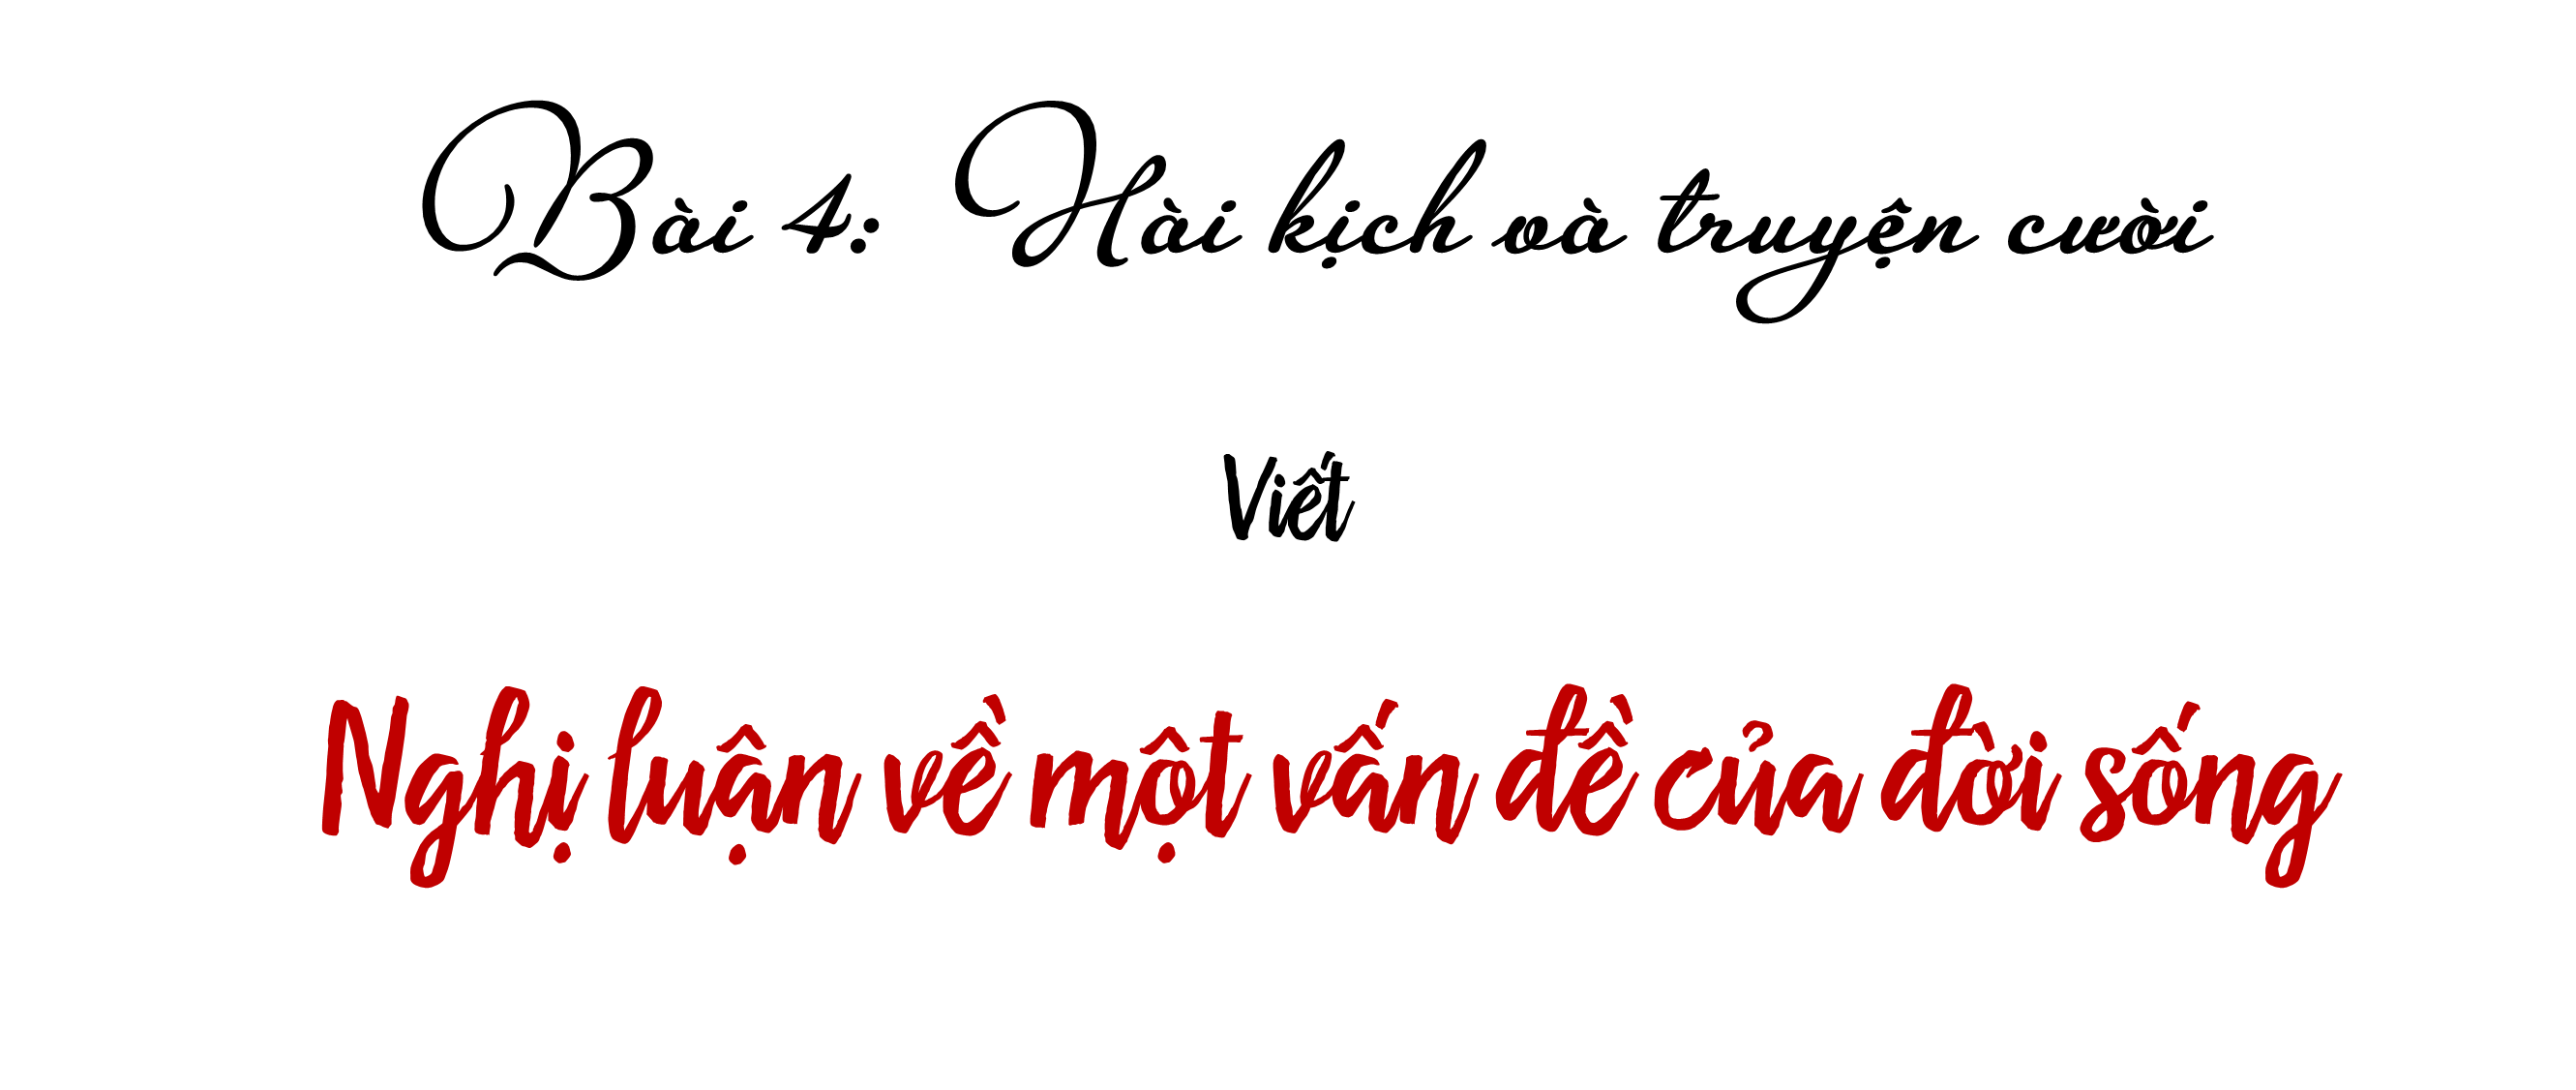 Bài 4: Hài kịch và truyện cười
Viết
Nghị luận về một vấn đề của đời sống